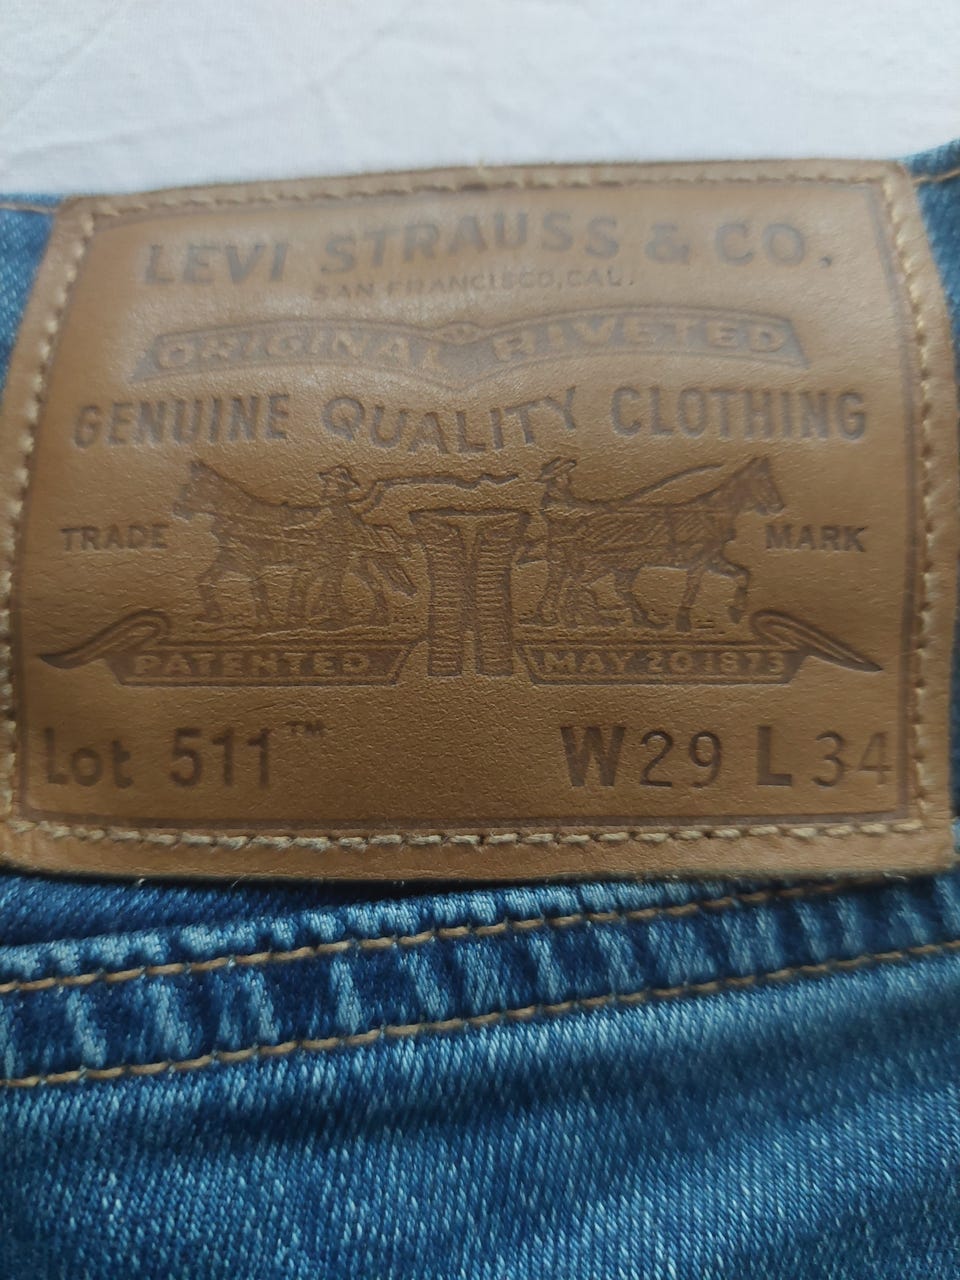 LEVI STRAUSS & CO.
SAN FRANCISCO, CAL.
ORIGINAL RIVETED
GENUINE QUALITY CLOTHING
TRADE MARK
PATENTED MAY 20 1873
Lot 511™ W29 L34